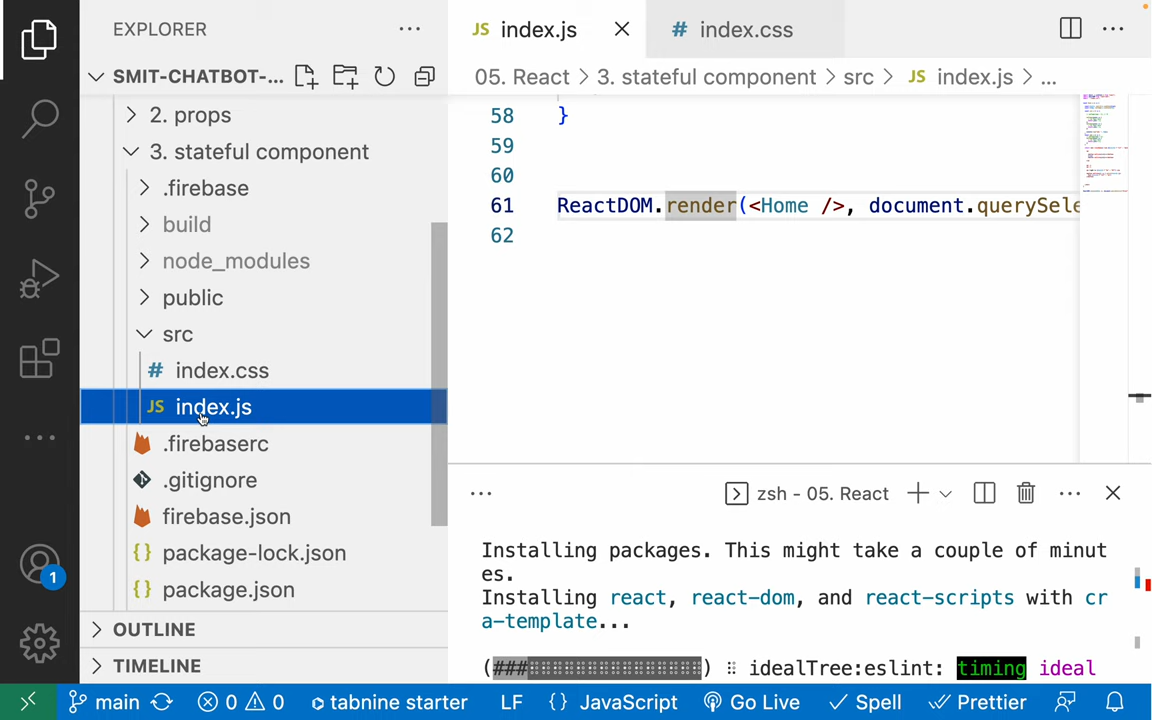 EXPLORER
SMIT-CHATBOT-...
2. props
3. stateful component
.firebase
build
node_modules
public
src
# index.css
JS index.js
.firebaserc
.gitignore
firebase.json
{} package-lock.json
{} package.json
OUTLINE
TIMELINE
1
JS index.js
# index.css
05. React > 3. stateful component > src > JS index.js > ...
58 }
59
60
61 ReactDOM.render(<Home />, document.querySele
62
zsh - 05. React
Installing packages. This might take a couple of minut
es.
Installing react, react-dom, and react-scripts with cr
a-template...
(###⠂⠂⠂⠂⠂⠂⠂⠂⠂⠂⠂⠂⠂⠂⠂) ⠸ idealTree:eslint: timing ideal
main 0 0 tabnine starter LF {} JavaScript Go Live Spell Prettier